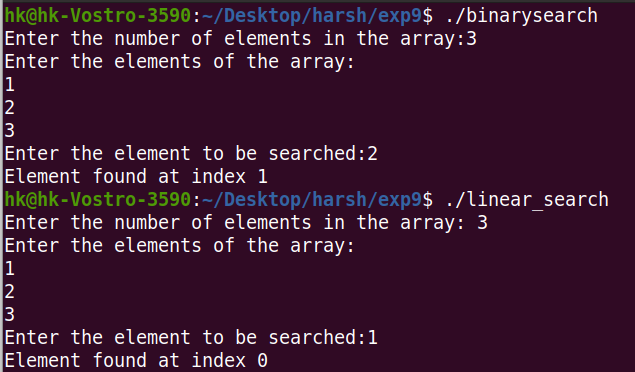 hk@hk-Vostro-3590:~/Desktop/harsh/exp9$ ./binarysearch
Enter the number of elements in the array:3
Enter the elements of the array:
1
2
3
Enter the element to be searched:2
Element found at index 1
hk@hk-Vostro-3590:~/Desktop/harsh/exp9$ ./linear_search
Enter the number of elements in the array: 3
Enter the elements of the array:
1
2
3
Enter the element to be searched:1
Element found at index 0